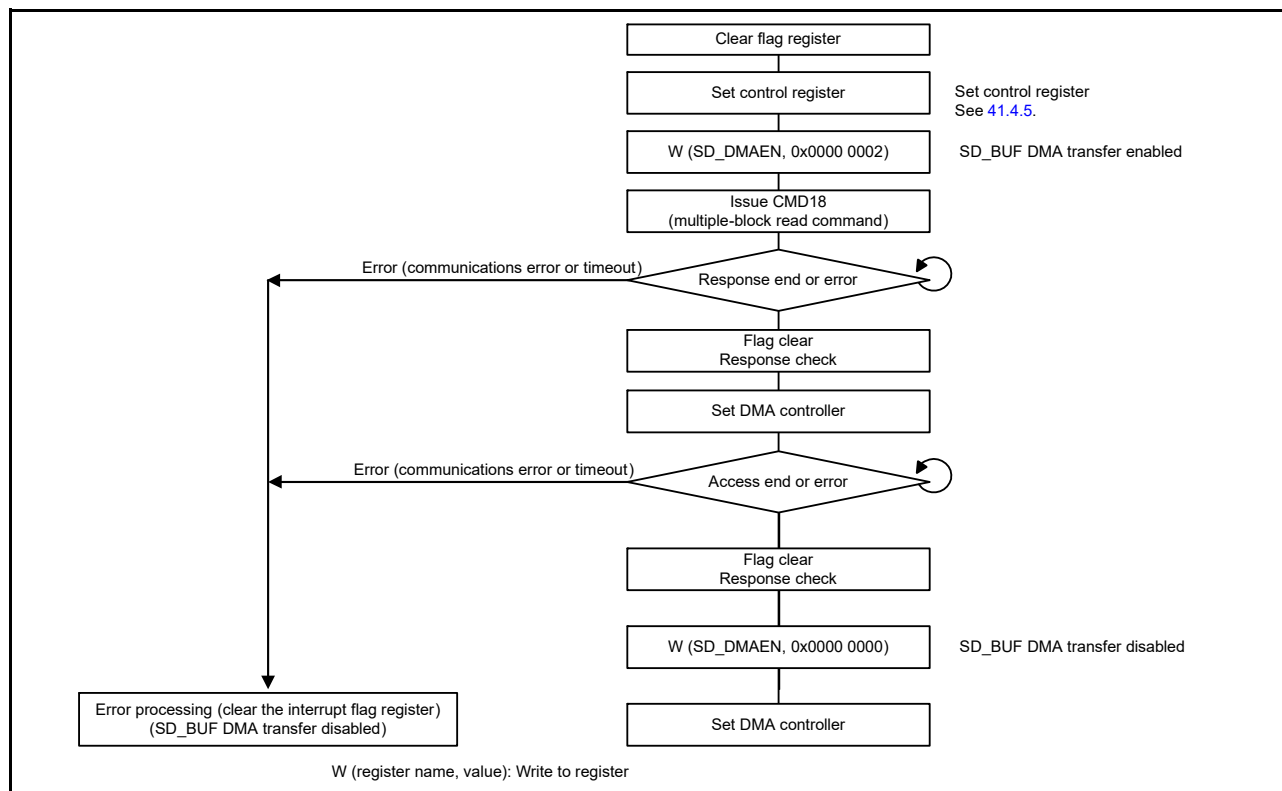 Clear flag register
Set control register
Set control register
See 41.4.5.
W (SD_DMAEN, 0x0000 0002)
SD_BUF DMA transfer enabled
Issue CMD18
(multiple-block read command)
Error (communications error or timeout)
Response end or error
Flag clear
Response check
Set DMA controller
Error (communications error or timeout)
Access end or error
Flag clear
Response check
W (SD_DMAEN, 0x0000 0000)
SD_BUF DMA transfer disabled
Error processing (clear the interrupt flag register)
(SD_BUF DMA transfer disabled)
Set DMA controller
W (register name, value): Write to register